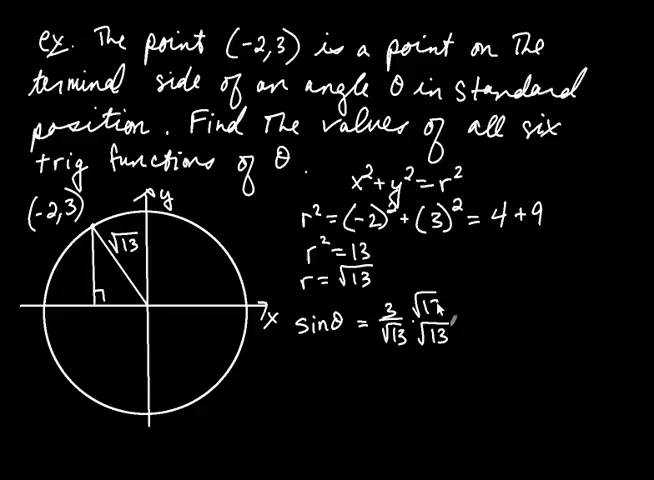 ex. The point (-2,3) is a point on the
terminal side of an angle θ in standard
position. Find the values of all six
trig functions of θ.
x² + y² = r²
(-2,3)
y
r² = (-2)² + (3)² = 4 + 9
√13
r² = 13
r = √13
x
sinθ = 3/√13 · √13/√13